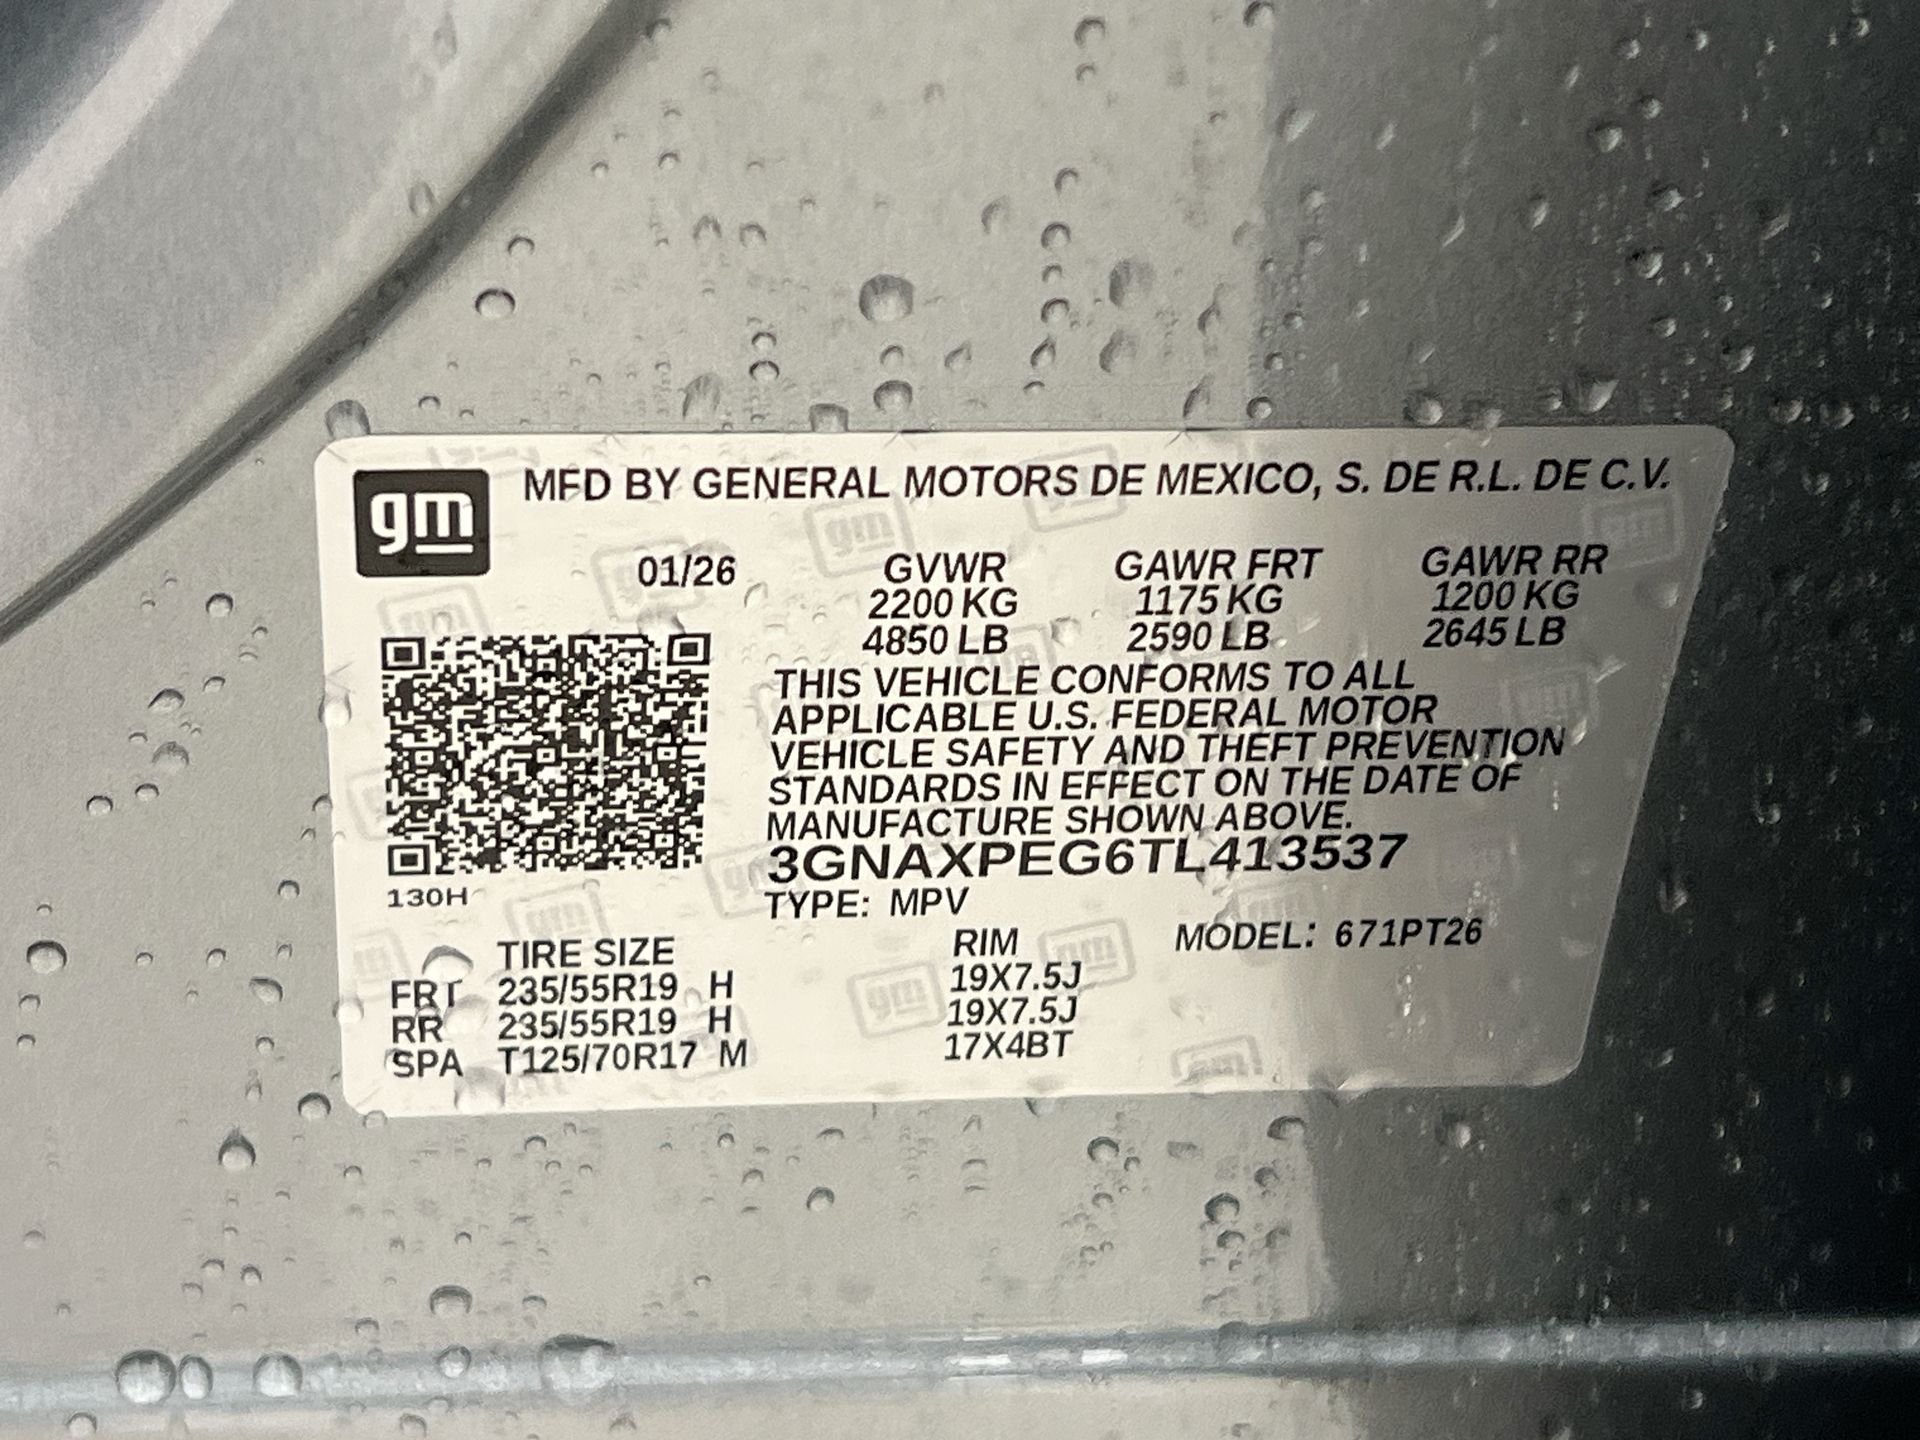 gm
MFD BY GENERAL MOTORS DE MEXICO, S. DE R.L. DE C.V.
01/26 GVWR GAWR FRT GAWR RR
2200 KG 1175 KG 1200 KG
4850 LB 2590 LB 2645 LB
THIS VEHICLE CONFORMS TO ALL
APPLICABLE U.S. FEDERAL MOTOR
VEHICLE SAFETY AND THEFT PREVENTION
STANDARDS IN EFFECT ON THE DATE OF
MANUFACTURE SHOWN ABOVE.
3GNAXPEG6TL413537
130H
TYPE: MPV
MODEL: 671PT26
TIRE SIZE RIM
FRT 235/55R19 H 19X7.5J
RR 235/55R19 H 19X7.5J
SPA T125/70R17 M 17X4BT